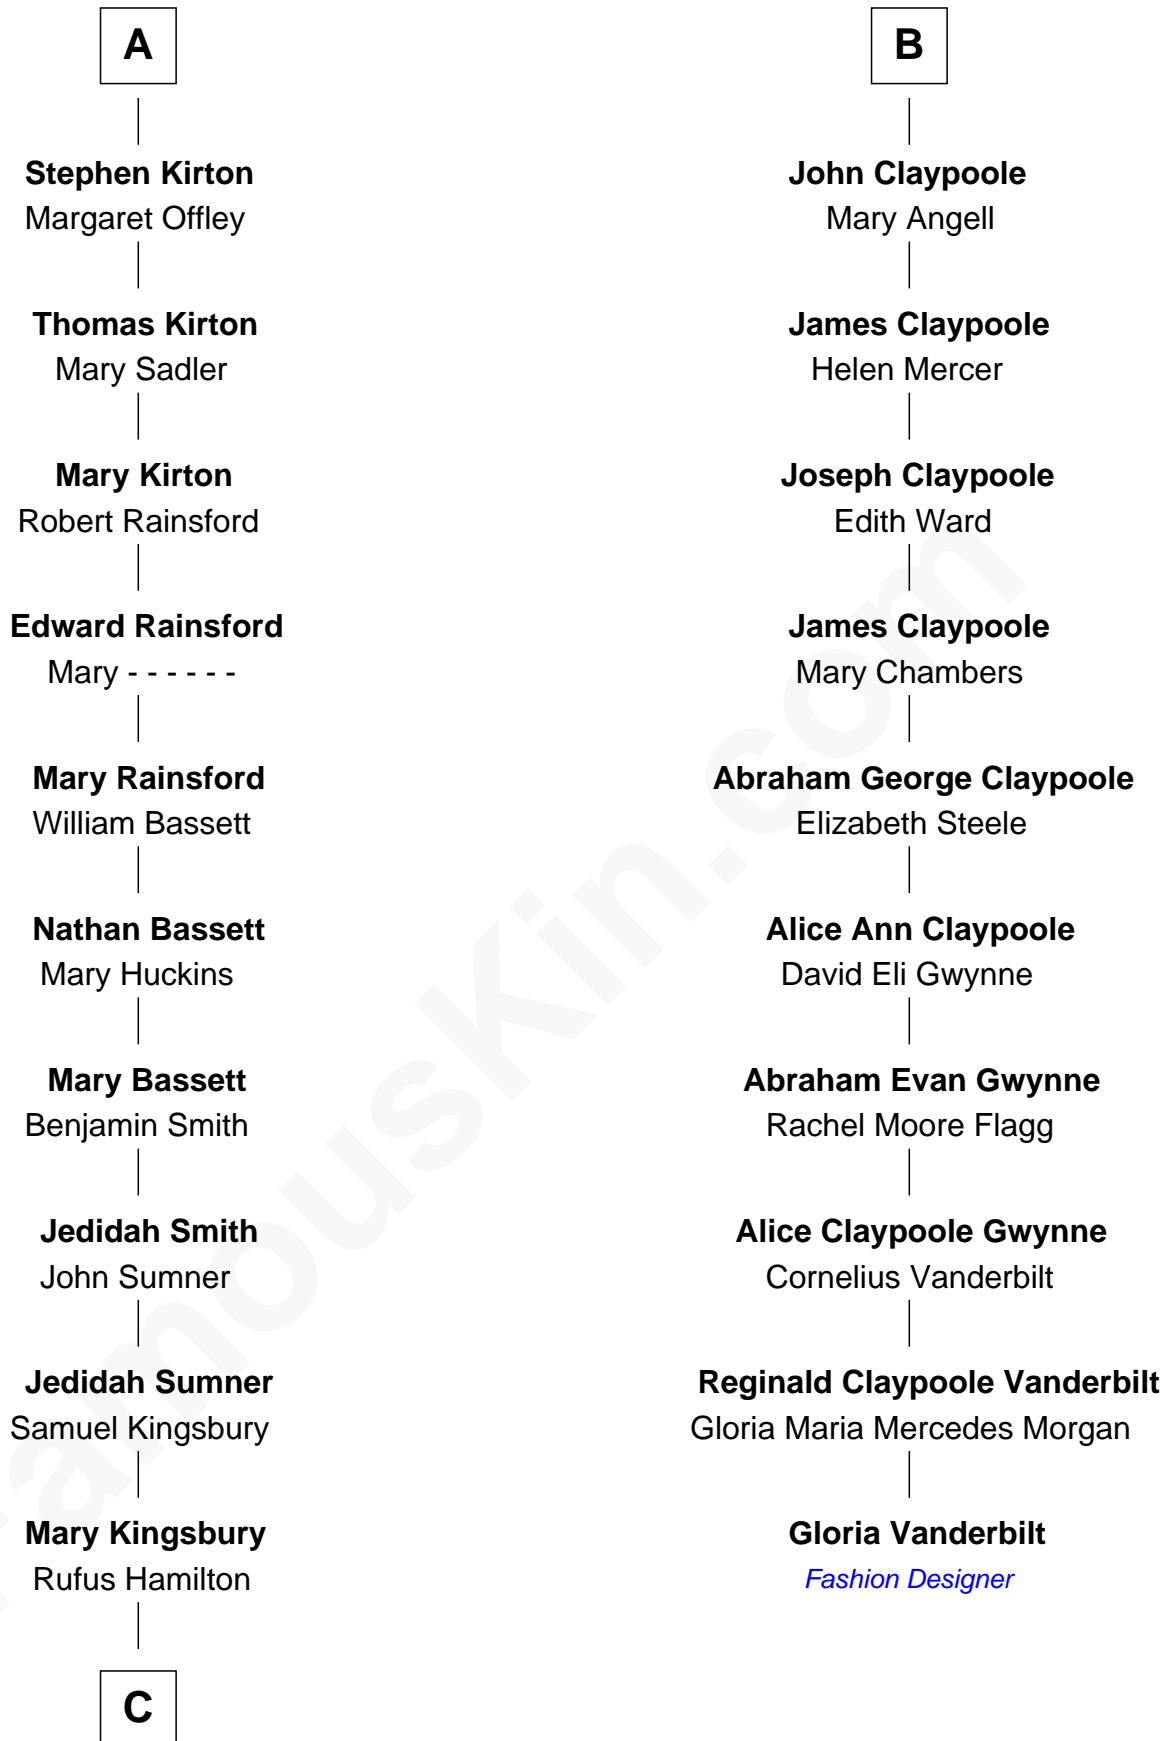 A
Stephen Kirton
Margaret Offley
Thomas Kirton
Mary Sadler
Mary Kirton
Robert Rainsford
Edward Rainsford
Mary - - - - - -
Mary Rainsford
William Bassett
Nathan Bassett
Mary Huckins
Mary Bassett
Benjamin Smith
Jedidah Smith
John Sumner
Jedidah Sumner
Samuel Kingsbury
Mary Kingsbury
Rufus Hamilton
C
B
John Claypoole
Mary Angell
James Claypoole
Helen Mercer
Joseph Claypoole
Edith Ward
James Claypoole
Mary Chambers
Abraham George Claypoole
Elizabeth Steele
Alice Ann Claypoole
David Eli Gwynne
Abraham Evan Gwynne
Rachel Moore Flagg
Alice Claypoole Gwynne
Cornelius Vanderbilt
Reginald Claypoole Vanderbilt
Gloria Maria Mercedes Morgan
Gloria Vanderbilt
Fashion Designer
FamousKin.com